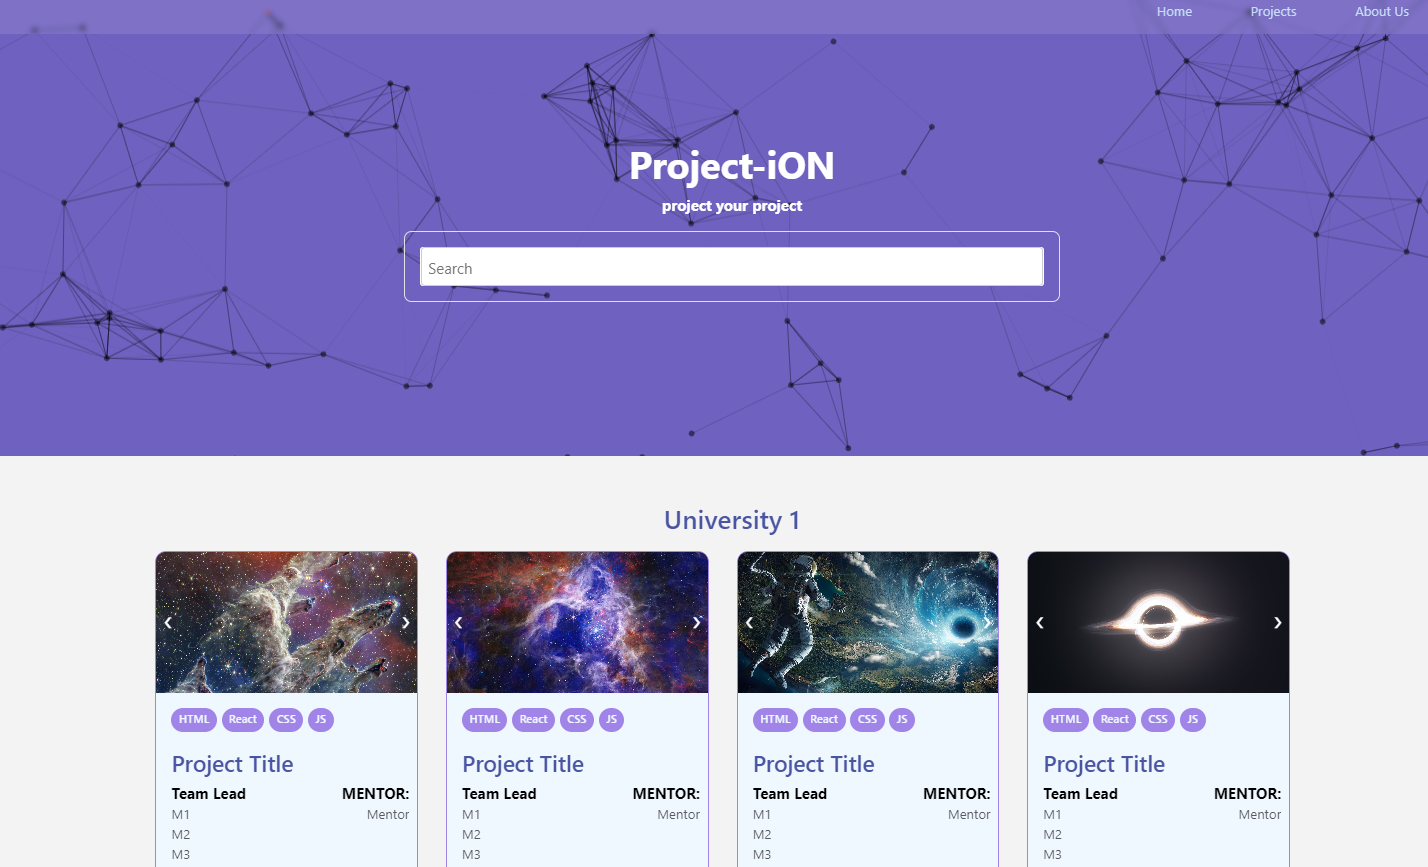 Home Projects About Us
Project-iON
project your project
Search
University 1
HTML React CSS JS
Project Title
Team Lead MENTOR:
M1 Mentor
M2
M3
HTML React CSS JS
Project Title
Team Lead MENTOR:
M1 Mentor
M2
M3
HTML React CSS JS
Project Title
Team Lead MENTOR:
M1 Mentor
M2
M3
HTML React CSS JS
Project Title
Team Lead MENTOR:
M1 Mentor
M2
M3